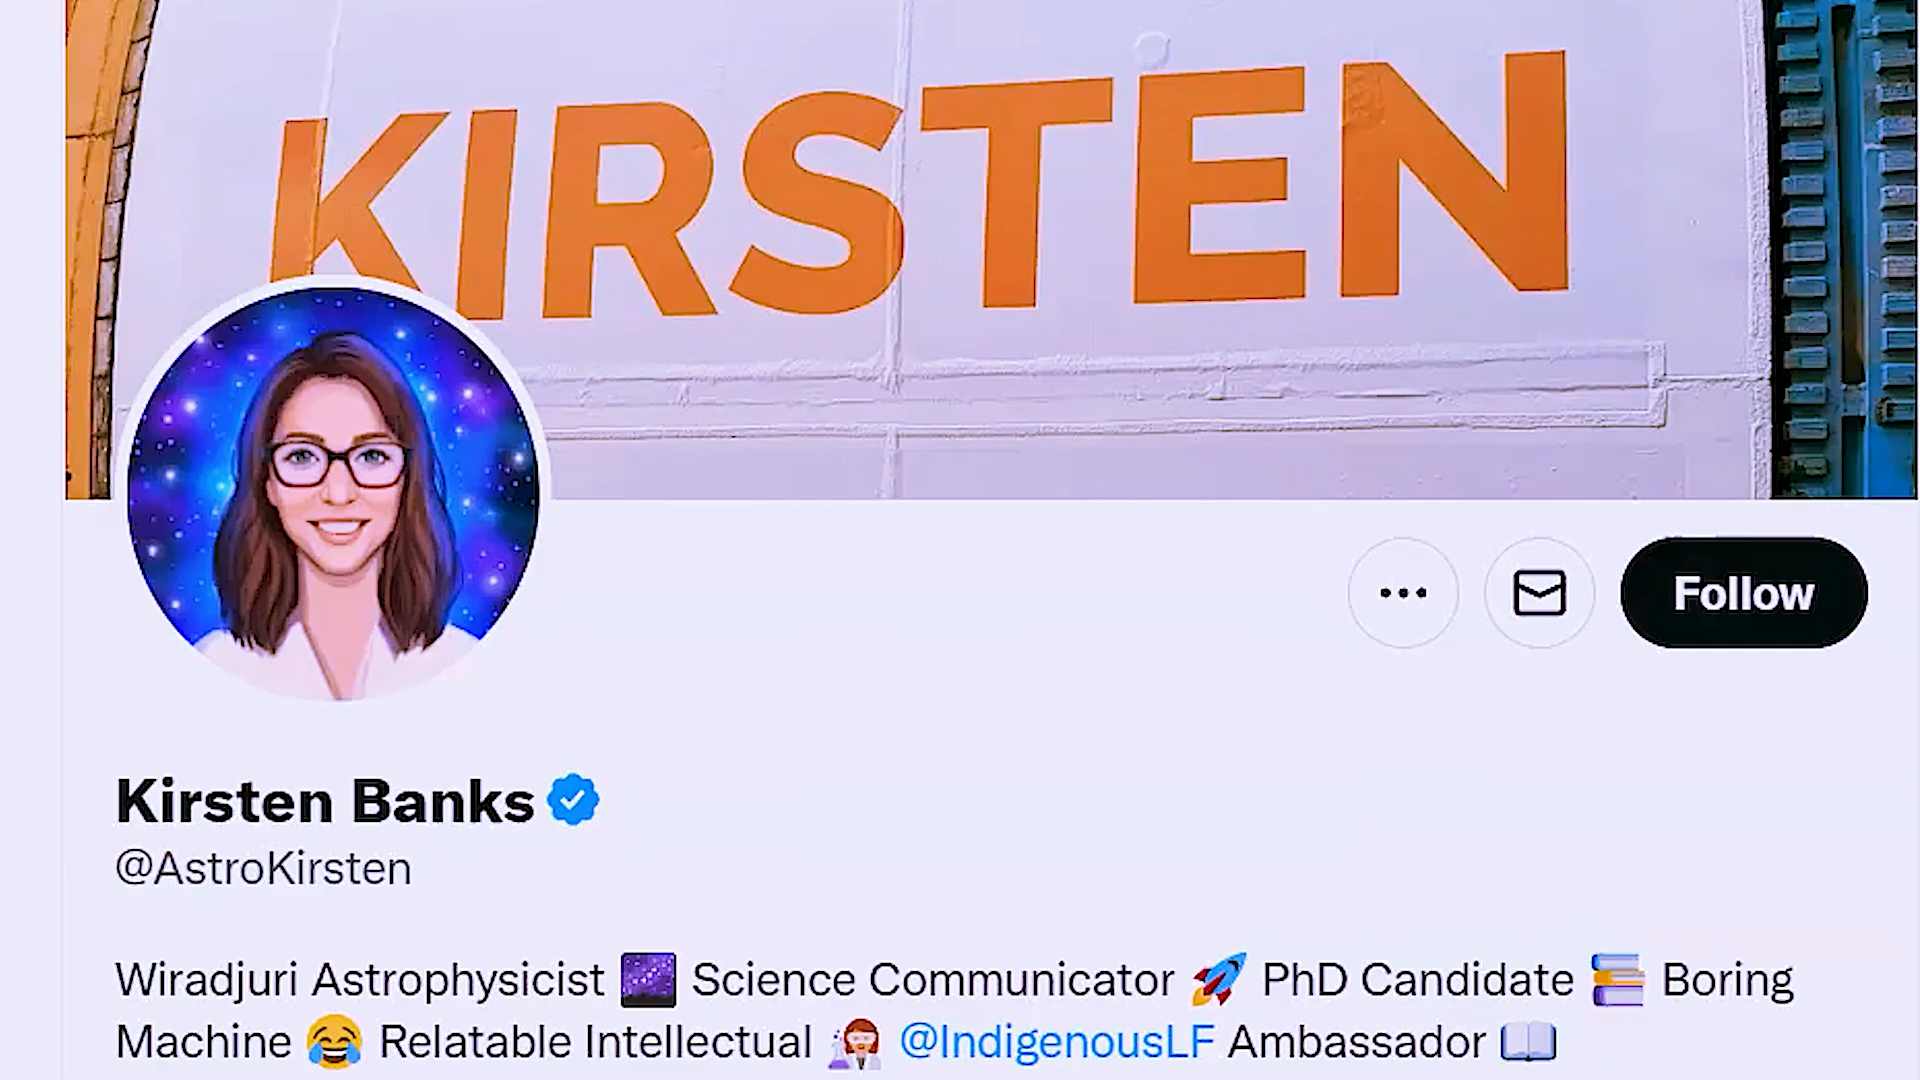 KIRSTEN
Follow
Kirsten Banks
@AstroKirsten
Wiradjuri Astrophysicist 🌌 Science Communicator 🚀 PhD Candidate 📚 Boring
Machine 😂 Relatable Intellectual 👩‍🔬 @IndigenousLF Ambassador 📖